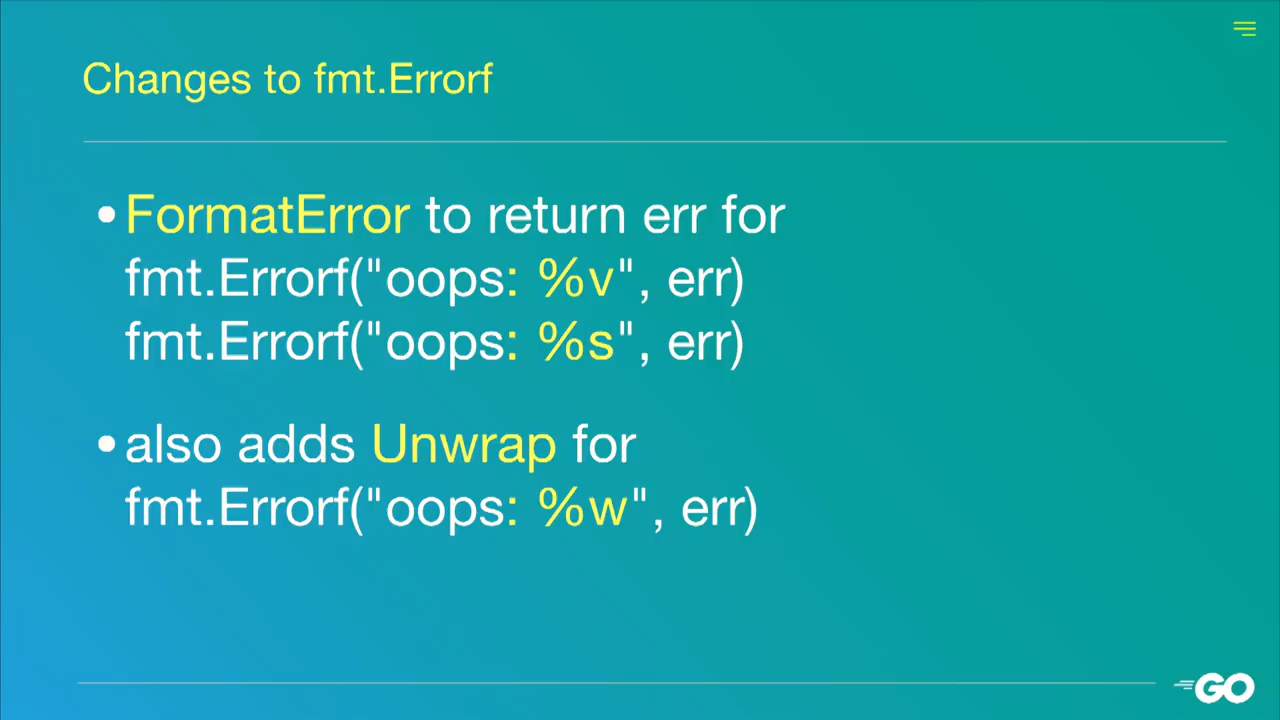 Changes to fmt.Errorf
•FormatError to return err for
fmt.Errorf("oops: %v", err)
fmt.Errorf("oops: %s", err)
•also adds Unwrap for
fmt.Errorf("oops: %w", err)
GO